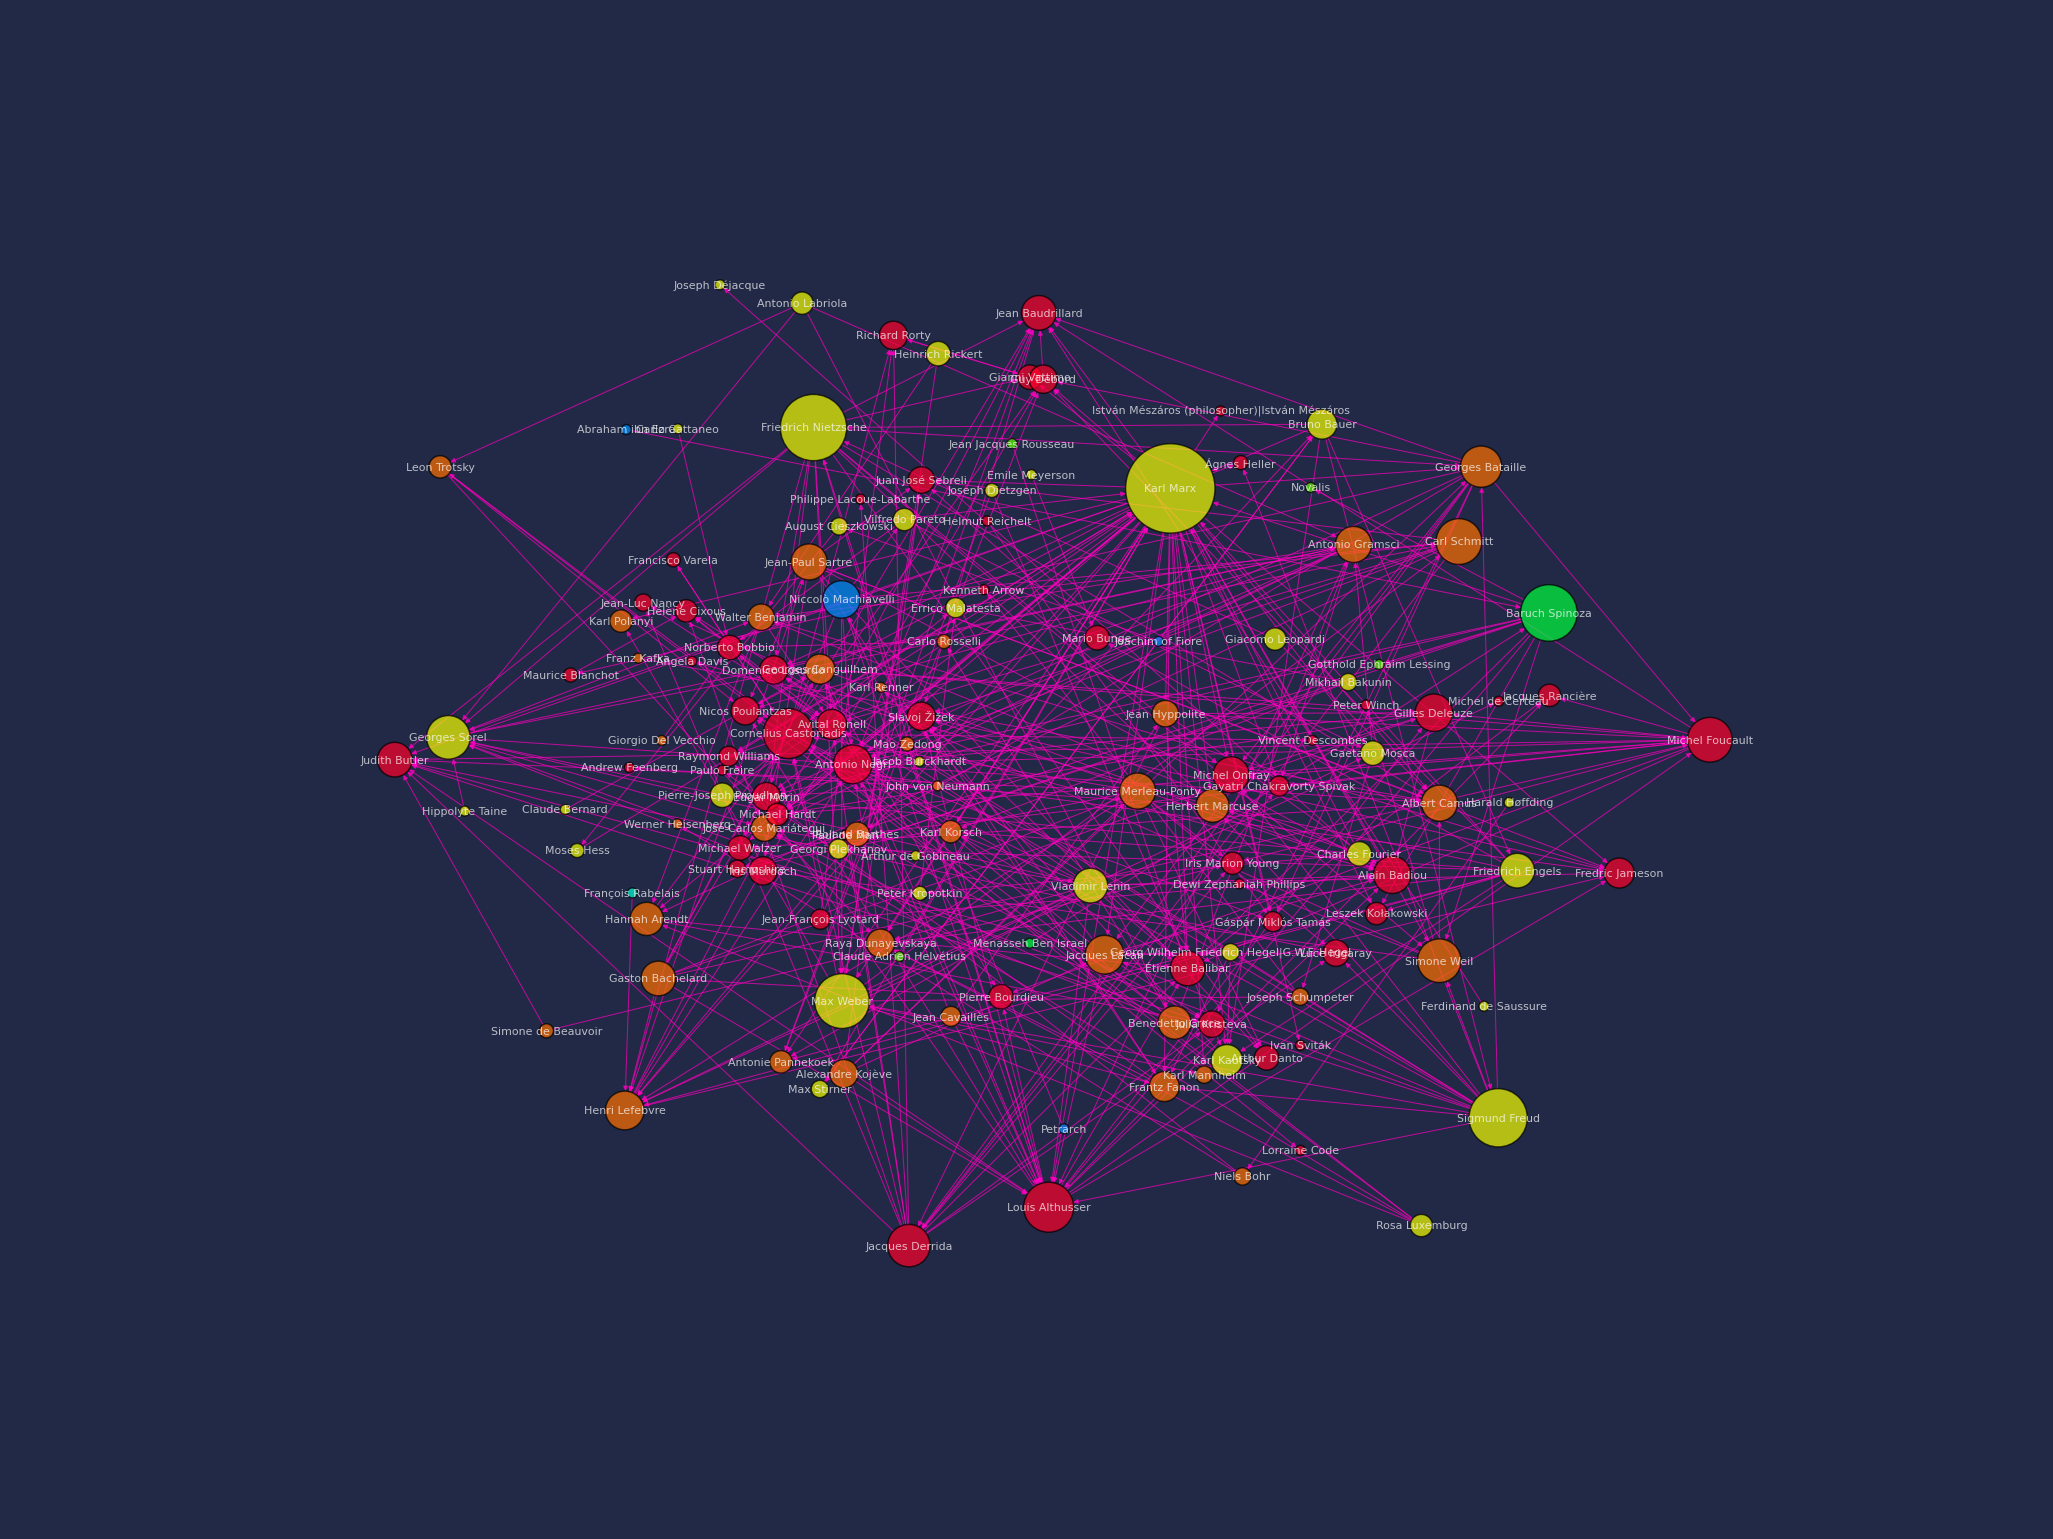 Joseph Déjacque
Antonio Labriola
Jean Baudrillard
Richard Rorty
Heinrich Rickert
Gianni Vattimo
Guy Debord
István Mészáros (philosopher)|István Mészáros
Bruno Bauer
Friedrich Nietzsche
Abraham ibn Ezra
Carlo Cattaneo
Jean Jacques Rousseau
Leon Trotsky
Ágnes Heller
Georges Bataille
Emile Meyerson
Juan José Sebreli
Joseph Dietzgen
Karl Marx
Novalis
Philippe Lacoue-Labarthe
Vilfredo Pareto
Helmut Reichelt
August Cieszkowski
Antonio Gramsci
Carl Schmitt
Francisco Varela
Jean-Paul Sartre
Kenneth Arrow
Niccolò Machiavelli
Jean-Luc Nancy
Hélène Cixous
Errico Malatesta
Baruch Spinoza
Karl Polanyi
Walter Benjamin
Carlo Rosselli
Mario Bunge
Joachim of Fiore
Giacomo Leopardi
Norberto Bobbio
Franz Kafka
Angela Davis
Gotthold Ephraim Lessing
Maurice Blanchot
Domenico Losurdo
Georges Canguilhem
Karl Renner
Mikhail Bakunin
Jacques Rancière
Michel de Certeau
Peter Winch
Nicos Poulantzas
Gilles Deleuze
Jean Hyppolite
Slavoj Žižek
Avital Ronell
Cornelius Castoriadis
Georges Sorel
Giorgio Del Vecchio
Mao Zedong
Vincent Descombes
Michel Foucault
Gaetano Mosca
Judith Butler
Raymond Williams
Jacob Burckhardt
Andrew Feenberg
Paulo Freire
Antonio Negri
Michel Onfray
John von Neumann
Gayatri Chakravorty Spivak
Maurice Merleau-Ponty
Pierre-Joseph Proudhon
Edgar Morin
Herbert Marcuse
Albert Camus
Harald Høffding
Hippolyte Taine
Claude Bernard
Michael Hardt
Werner Heisenberg
José Carlos Mariátegui
Roland Barthes
Paul de Man
Karl Korsch
Moses Hess
Michael Walzer
Georgi Plekhanov
Arthur de Gobineau
Charles Fourier
Iris Marion Young
Stuart Hampshire
Iris Murdoch
Alain Badiou
Friedrich Engels
Fredric Jameson
Vladimir Lenin
Dewi Zephaniah Phillips
François Rabelais
Peter Kropotkin
Leszek Kołakowski
Hannah Arendt
Jean-François Lyotard
Gáspár Miklós Tamás
Raya Dunayevskaya
Menasseh Ben Israel
Claude Adrien Helvétius
Jacques Lacan
Georg Wilhelm Friedrich Hegel|G.W.F. Hegel
Luce Irigaray
Simone Weil
Étienne Balibar
Gaston Bachelard
Max Weber
Pierre Bourdieu
Joseph Schumpeter
Ferdinand de Saussure
Jean Cavaillès
Benedetto Croce
Julia Kristeva
Simone de Beauvoir
Ivan Sviták
Antonie Pannekoek
Karl Kautsky
Arthur Danto
Alexandre Kojève
Karl Mannheim
Max Stirner
Frantz Fanon
Henri Lefebvre
Sigmund Freud
Petrarch
Lorraine Code
Niels Bohr
Louis Althusser
Rosa Luxemburg
Jacques Derrida